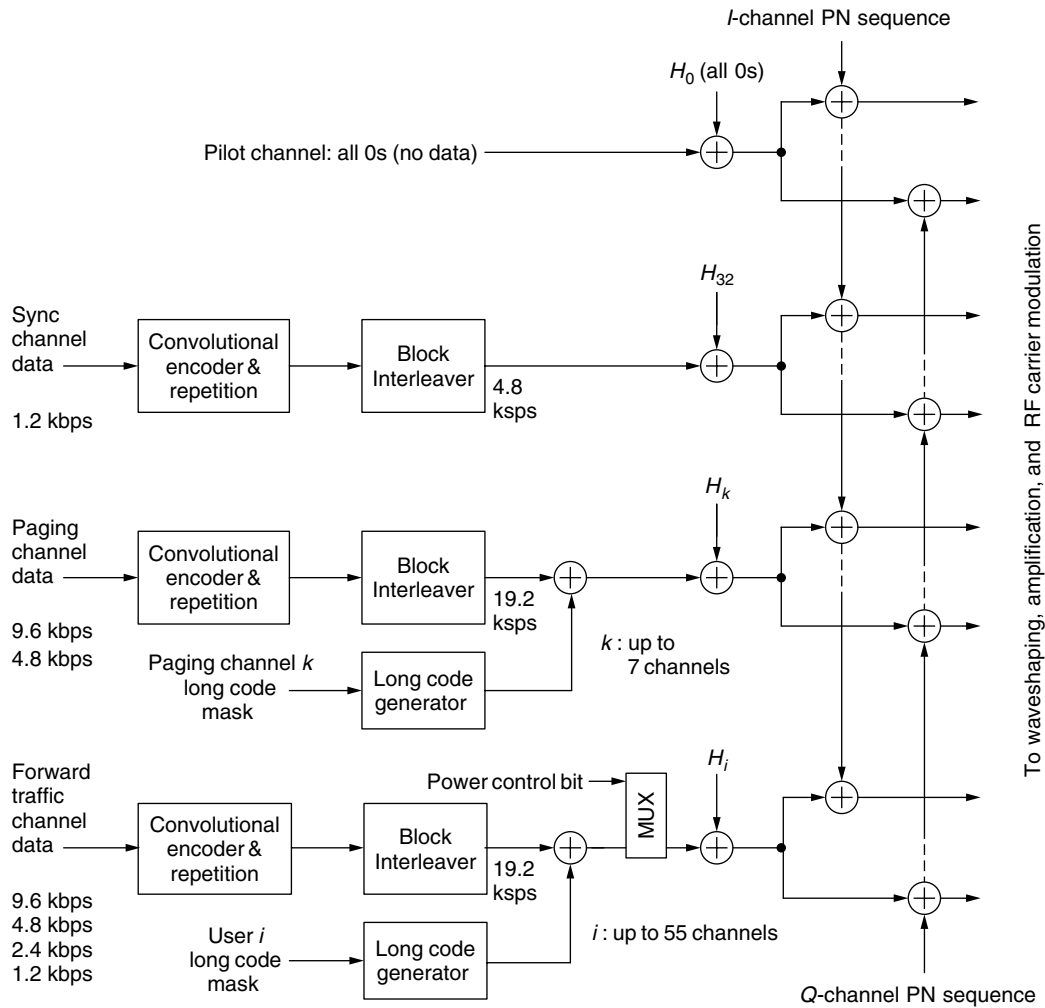 I-channel PN sequence
H0 (all 0s)
Pilot channel: all 0s (no data)
H32
Sync
channel
data
1.2 kbps
Convolutional
encoder &
repetition
Block
Interleaver
4.8
ksps
Hk
Paging
channel
data
9.6 kbps
4.8 kbps
Convolutional
encoder &
repetition
Block
Interleaver
19.2
ksps
k : up to
7 channels
Paging channel k
long code
mask
Long code
generator
Hi
Forward
traffic
channel
data
9.6 kbps
4.8 kbps
2.4 kbps
1.2 kbps
Convolutional
encoder &
repetition
Block
Interleaver
19.2
ksps
Power control bit
MUX
User i
long code
mask
Long code
generator
i : up to 55 channels
Q-channel PN sequence
To waveshaping, amplification, and RF carrier modulation